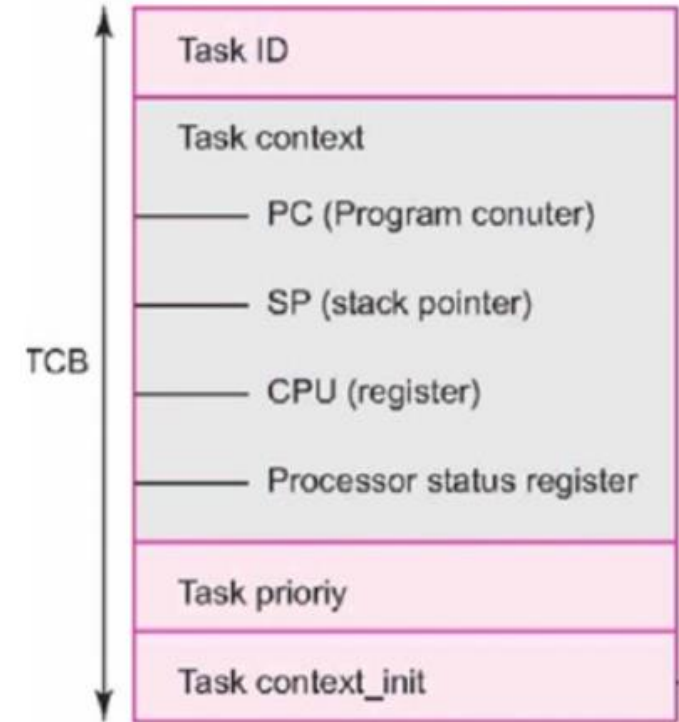 Task ID
Task context
PC (Program conuter)
SP (stack pointer)
TCB
CPU (register)
Processor status register
Task prioriy
Task context_init